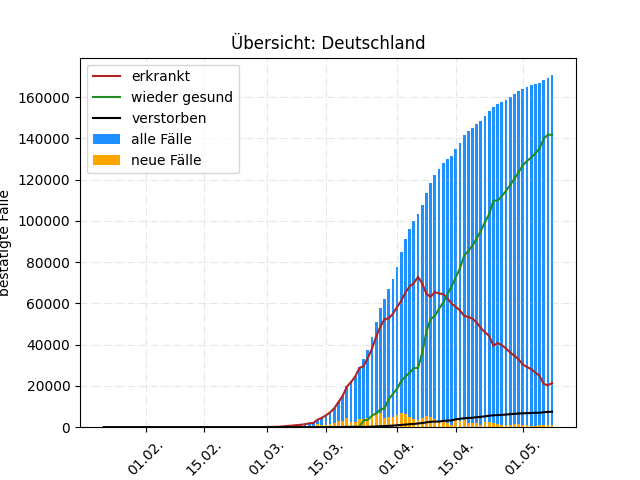 Übersicht: Deutschland
erkrankt
wieder gesund
verstorben
alle Fälle
neue Fälle
bestätigte Fälle
160000
140000
120000
100000
80000
60000
40000
20000
0
01.02.
15.02.
01.03.
15.03.
01.04.
15.04.
01.05.